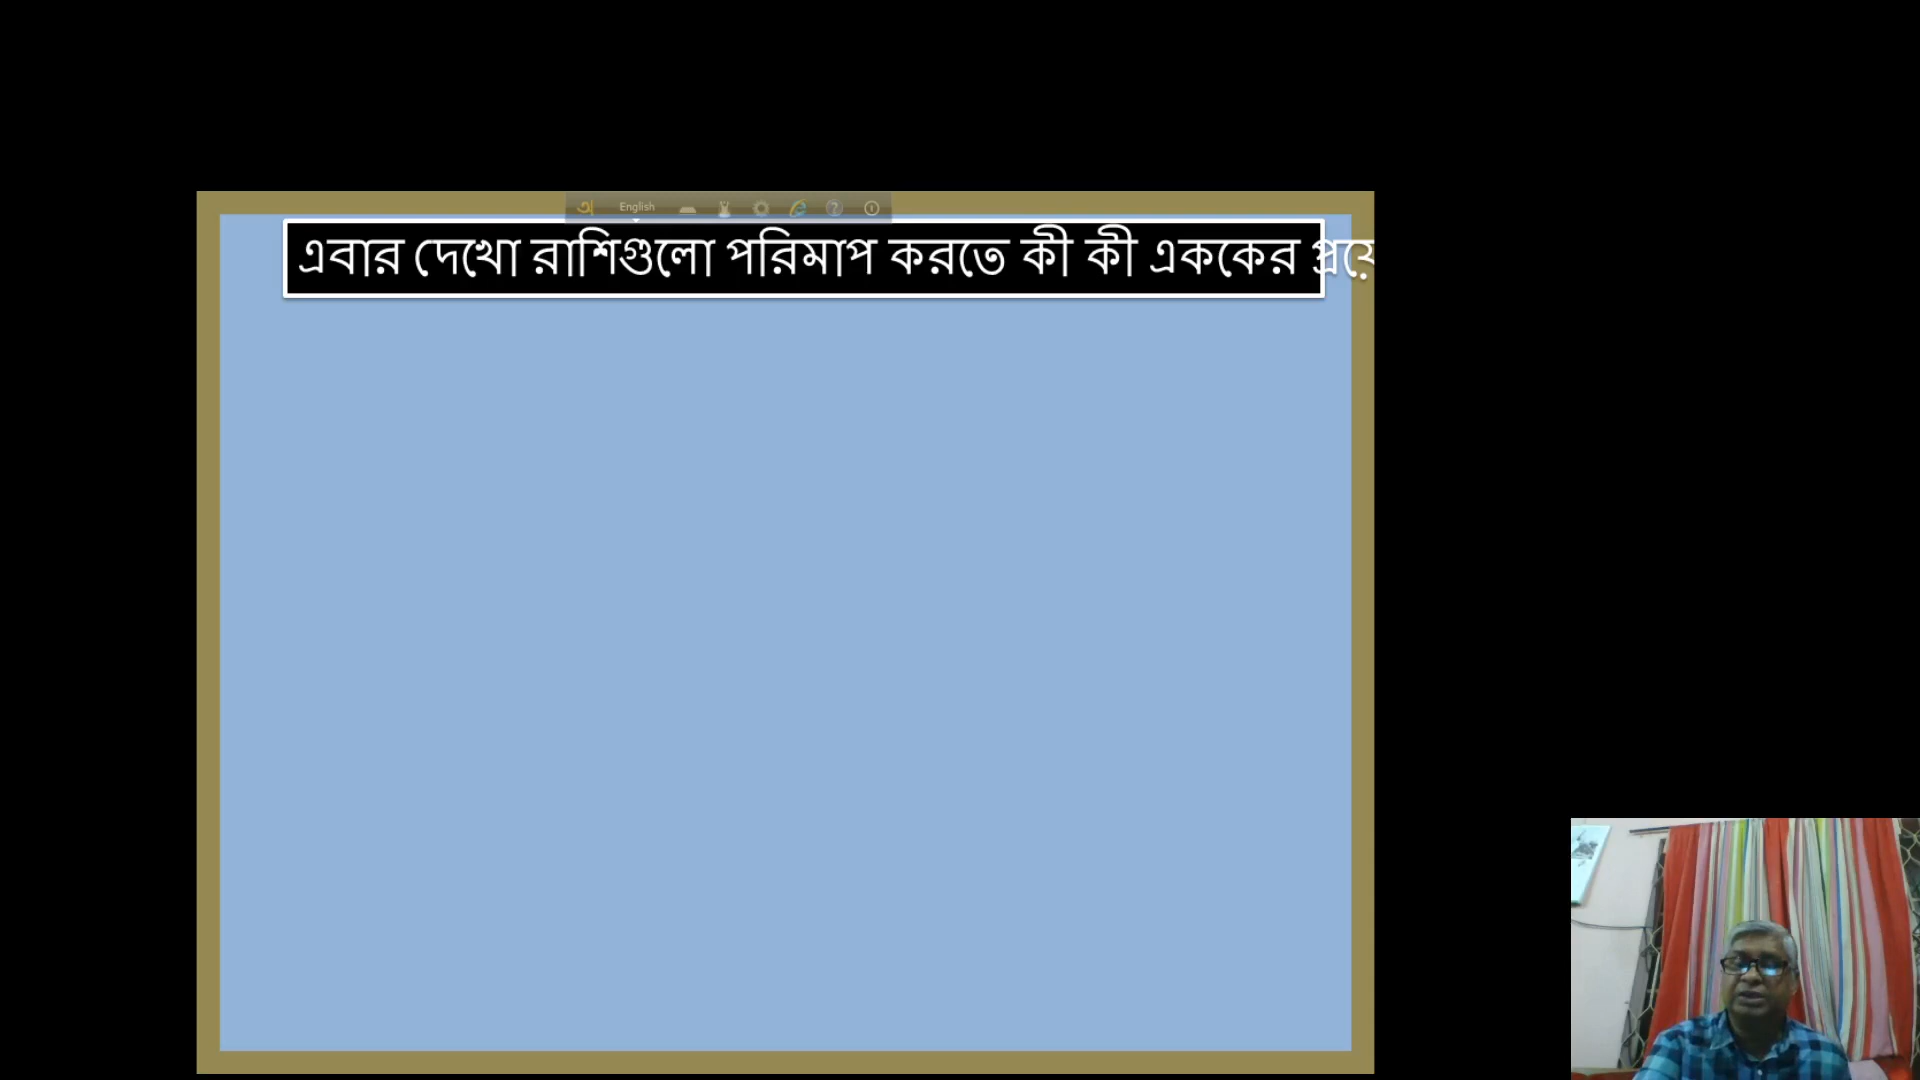 English
এবার দেখো রাশিগুলো পরিমাপ করতে কী কী এককের